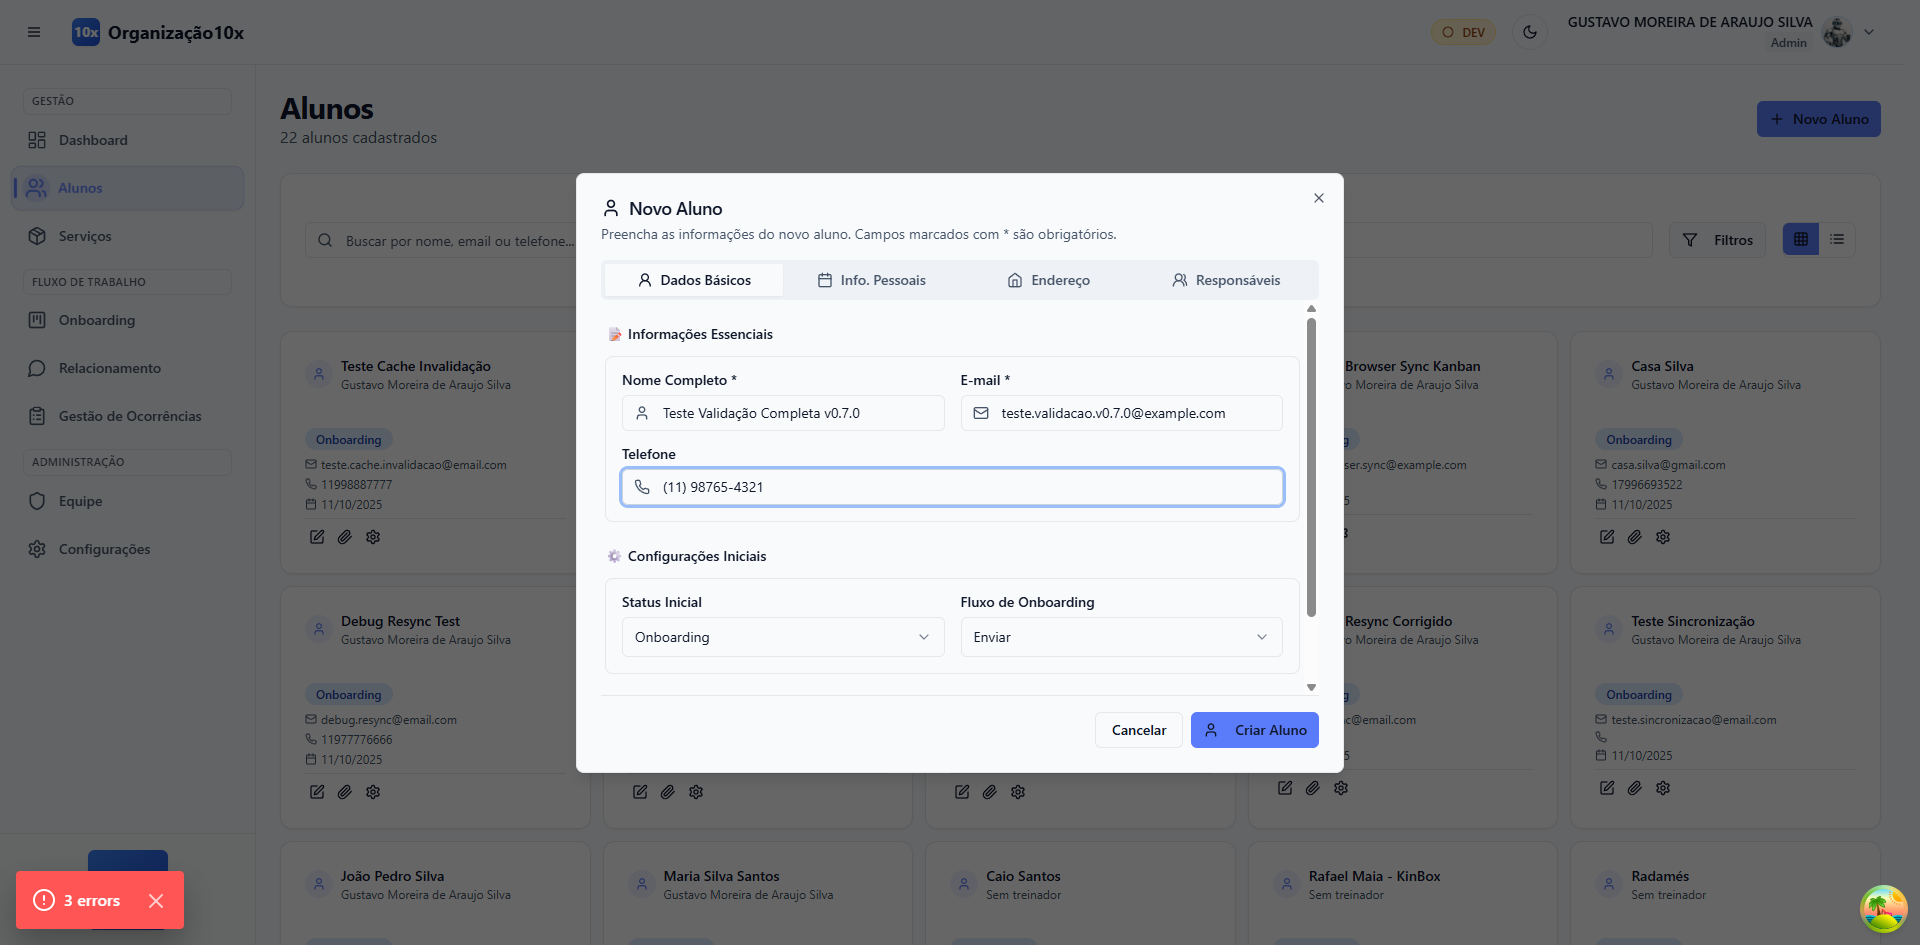 10x Organização10x
DEV
GUSTAVO MOREIRA DE ARAUJO SILVA
Admin
GESTÃO
Dashboard
Alunos
Serviços
FLUXO DE TRABALHO
Onboarding
Relacionamento
Gestão de Ocorrências
ADMINISTRAÇÃO
Equipe
Configurações
3 errors
Alunos
22 alunos cadastrados
Novo Aluno
Buscar por nome, email ou telefone...
Filtros
Novo Aluno
Preencha as informações do novo aluno. Campos marcados com * são obrigatórios.
Dados Básicos
Info. Pessoais
Endereço
Responsáveis
Informações Essenciais
Nome Completo *
E-mail *
Teste Validação Completa v0.7.0
teste.validacao.v0.7.0@example.com
Telefone
(11) 98765-4321
Configurações Iniciais
Status Inicial
Fluxo de Onboarding
Onboarding
Enviar
Cancelar
Criar Aluno
Teste Cache Invalidação
Gustavo Moreira de Araujo Silva
Onboarding
teste.cache.invalidacao@email.com
11998887777
11/10/2025
Browser Sync Kanban
o Moreira de Araujo Silva
g
ser.sync@example.com
5
Casa Silva
Gustavo Moreira de Araujo Silva
Onboarding
casa.silva@gmail.com
17996693522
11/10/2025
Debug Resync Test
Gustavo Moreira de Araujo Silva
Onboarding
debug.resync@email.com
11977776666
11/10/2025
Resync Corrigido
o Moreira de Araujo Silva
g
c@email.com
5
Teste Sincronização
Gustavo Moreira de Araujo Silva
Onboarding
teste.sincronizacao@email.com
11/10/2025
João Pedro Silva
Gustavo Moreira de Araujo Silva
Maria Silva Santos
Gustavo Moreira de Araujo Silva
Caio Santos
Sem treinador
Rafael Maia - KinBox
Sem treinador
Radamés
Sem treinador